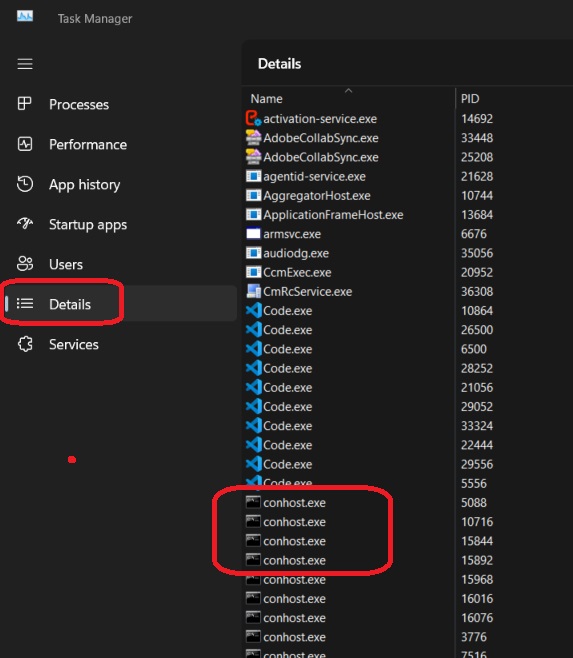 Task Manager
Details
Name PID
Processes
Performance
App history
Startup apps
Users
Details
Services
activation-service.exe 14692
AdobeCollabSync.exe 33448
AdobeCollabSync.exe 25208
agentid-service.exe 21628
AggregatorHost.exe 10744
ApplicationFrameHost.exe 13684
armsvc.exe 6676
audiodg.exe 35056
CcmExec.exe 20952
CmRcService.exe 36308
Code.exe 10864
Code.exe 26500
Code.exe 6500
Code.exe 28252
Code.exe 21056
Code.exe 29052
Code.exe 33324
Code.exe 22444
Code.exe 29556
Code.exe 5556
conhost.exe 5088
conhost.exe 10716
conhost.exe 15844
conhost.exe 15892
conhost.exe 15968
conhost.exe 16016
conhost.exe 16076
conhost.exe 3776
conhost.exe 7516